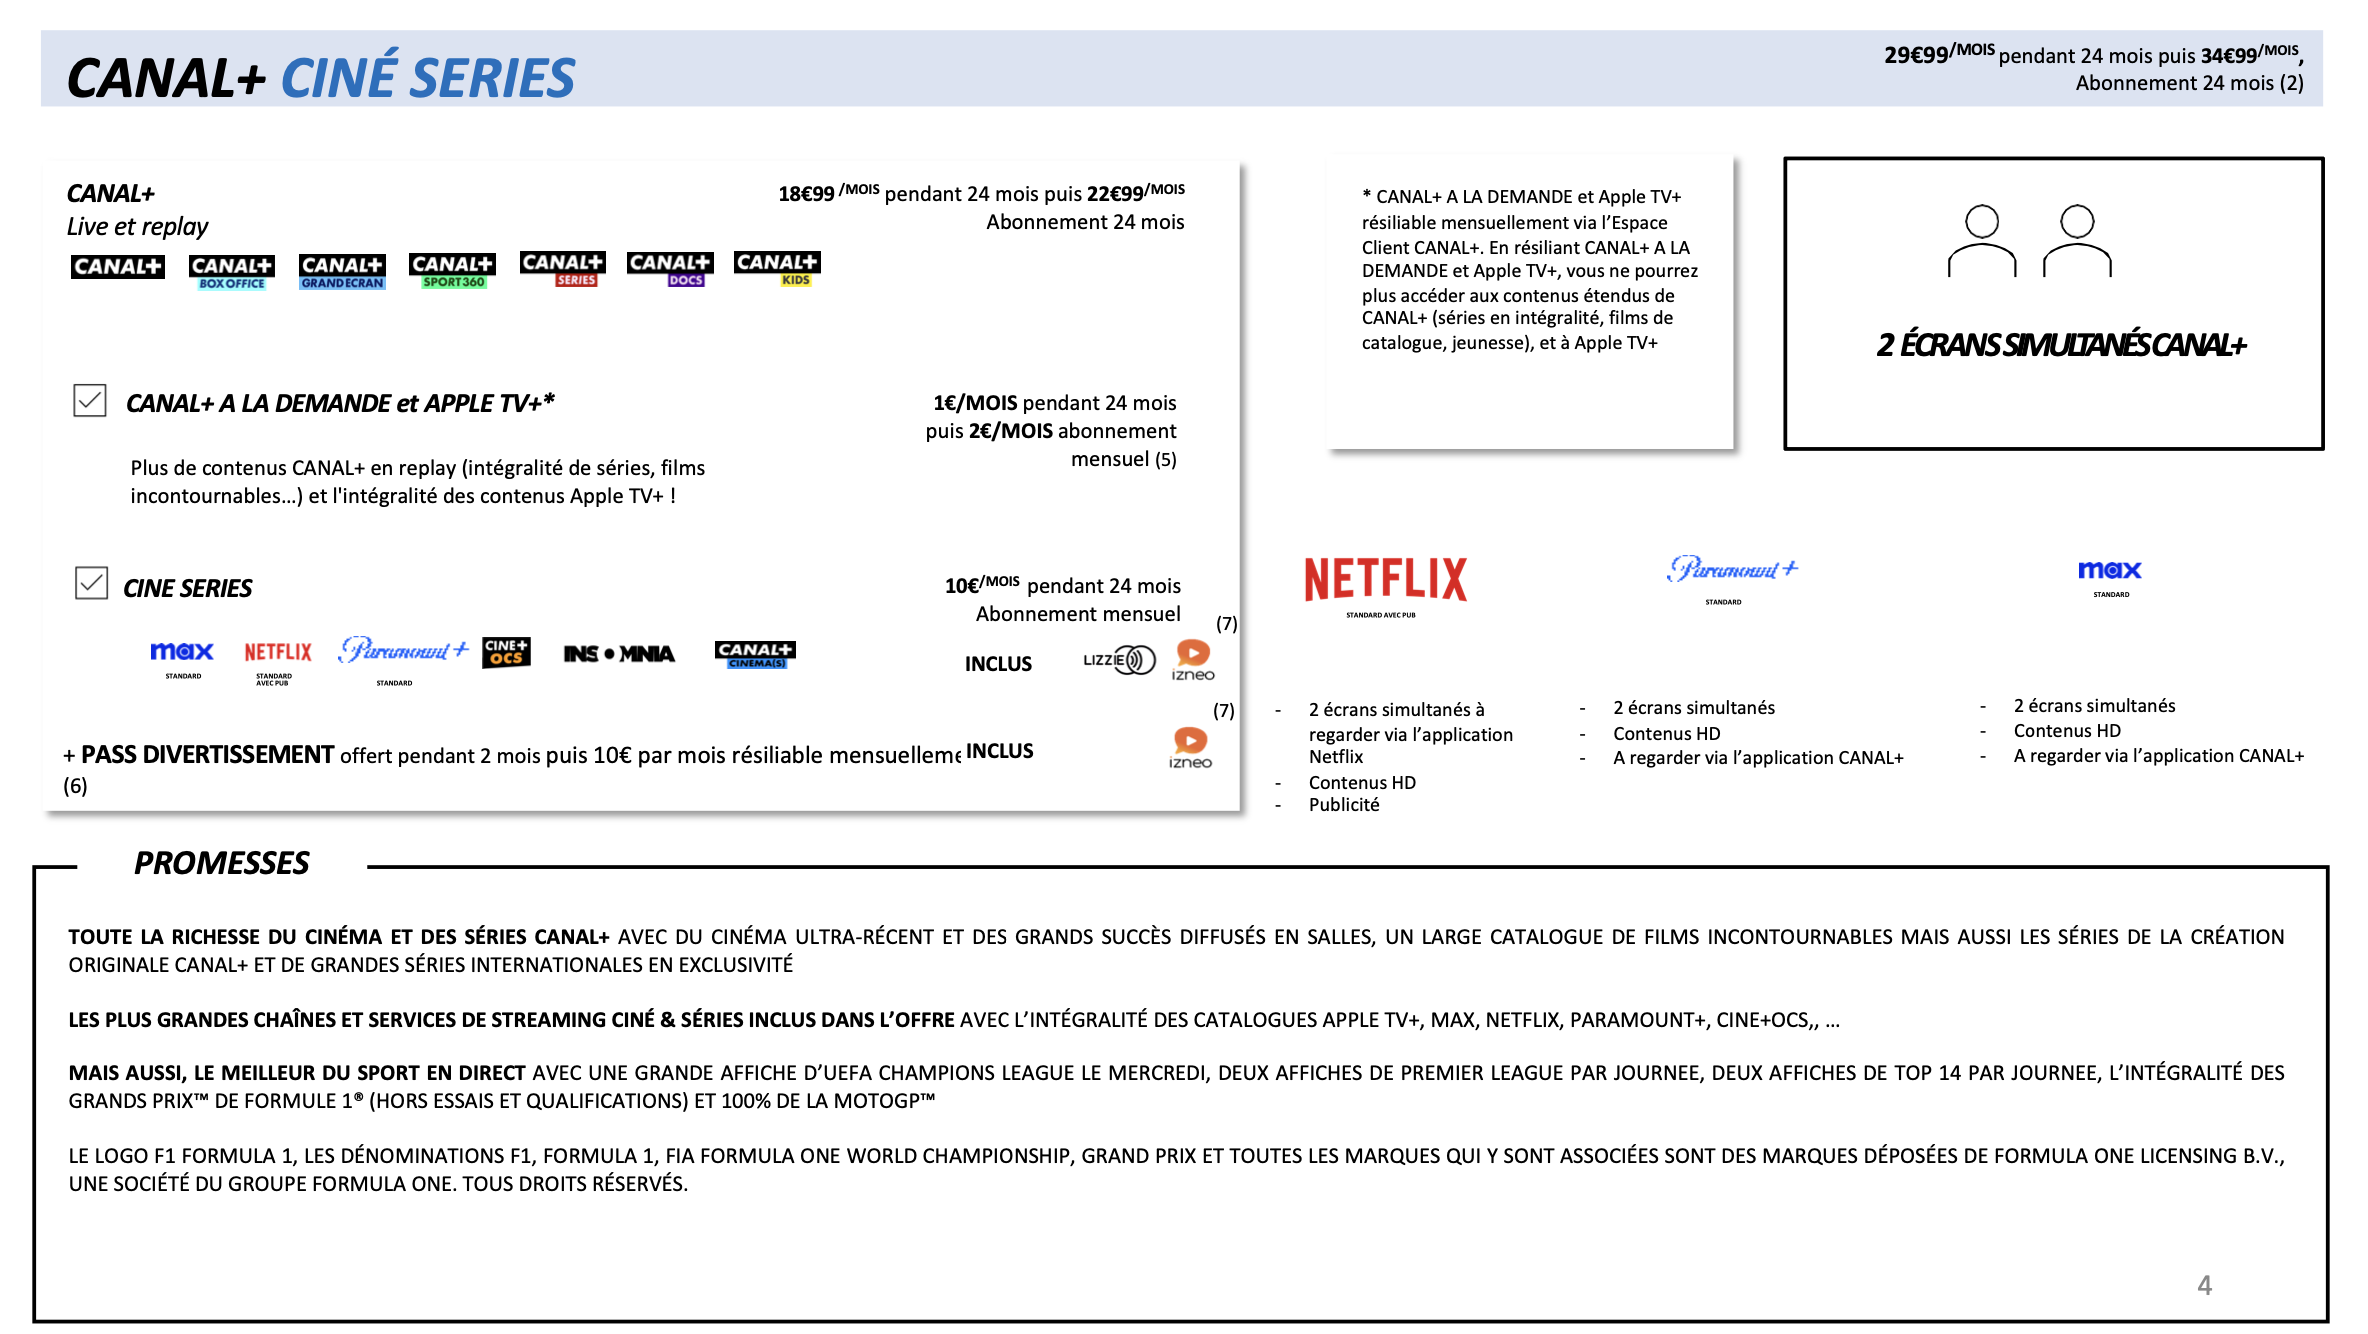 CANAL+ CINÉ SERIES
29€99/MOIS pendant 24 mois puis 34€99/MOIS,
Abonnement 24 mois (2)
CANAL+
Live et replay
18€99 /MOIS pendant 24 mois puis 22€99/MOIS
Abonnement 24 mois
CANAL+
CANAL+ BOX OFFICE
CANAL+ GRAND ECRAN
CANAL+ SPORT360
CANAL+ SERIES
CANAL+ DOCS
CANAL+ KIDS
CANAL+ A LA DEMANDE et APPLE TV+*
1€/MOIS pendant 24 mois
puis 2€/MOIS abonnement
mensuel (5)
Plus de contenus CANAL+ en replay (intégralité de séries, films
incontournables…) et l'intégralité des contenus Apple TV+ !
CINE SERIES
10€/MOIS pendant 24 mois
Abonnement mensuel
max
STANDARD
NETFLIX
STANDARD
AVEC PUB
Paramount+
STANDARD
CINE+
OCS
INSOMNIA
CANAL+
CINEMA(S)
INCLUS
LIZZIE
(7)
izneo
+ PASS DIVERTISSEMENT offert pendant 2 mois puis 10€ par mois résiliable mensuelleme
(6)
INCLUS
(7)
izneo
* CANAL+ A LA DEMANDE et Apple TV+
résiliable mensuellement via l’Espace
Client CANAL+. En résiliant CANAL+ A LA
DEMANDE et Apple TV+, vous ne pourrez
plus accéder aux contenus étendus de
CANAL+ (séries en intégralité, films de
catalogue, jeunesse), et à Apple TV+
2 ÉCRANS SIMULTANÉS CANAL+
NETFLIX
STANDARD AVEC PUB
- 2 écrans simultanés à
regarder via l’application
Netflix
- Contenus HD
- Publicité
Paramount+
STANDARD
- 2 écrans simultanés
- Contenus HD
- A regarder via l’application CANAL+
max
STANDARD
- 2 écrans simultanés
- Contenus HD
- A regarder via l’application CANAL+
PROMESSES
TOUTE LA RICHESSE DU CINÉMA ET DES SÉRIES CANAL+ AVEC DU CINÉMA ULTRA-RÉCENT ET DES GRANDS SUCCÈS DIFFUSÉS EN SALLES, UN LARGE CATALOGUE DE FILMS INCONTOURNABLES MAIS AUSSI LES SÉRIES DE LA CRÉATION
ORIGINALE CANAL+ ET DE GRANDES SÉRIES INTERNATIONALES EN EXCLUSIVITÉ
LES PLUS GRANDES CHAÎNES ET SERVICES DE STREAMING CINÉ & SÉRIES INCLUS DANS L’OFFRE AVEC L’INTÉGRALITÉ DES CATALOGUES APPLE TV+, MAX, NETFLIX, PARAMOUNT+, CINE+OCS,, …
MAIS AUSSI, LE MEILLEUR DU SPORT EN DIRECT AVEC UNE GRANDE AFFICHE D’UEFA CHAMPIONS LEAGUE LE MERCREDI, DEUX AFFICHES DE PREMIER LEAGUE PAR JOURNEE, DEUX AFFICHES DE TOP 14 PAR JOURNEE, L’INTÉGRALITÉ DES
GRANDS PRIX™ DE FORMULE 1® (HORS ESSAIS ET QUALIFICATIONS) ET 100% DE LA MOTOGP™
LE LOGO F1 FORMULA 1, LES DÉNOMINATIONS F1, FORMULA 1, FIA FORMULA ONE WORLD CHAMPIONSHIP, GRAND PRIX ET TOUTES LES MARQUES QUI Y SONT ASSOCIÉES SONT DES MARQUES DÉPOSÉES DE FORMULA ONE LICENSING B.V.,
UNE SOCIÉTÉ DU GROUPE FORMULA ONE. TOUS DROITS RÉSERVÉS.
4